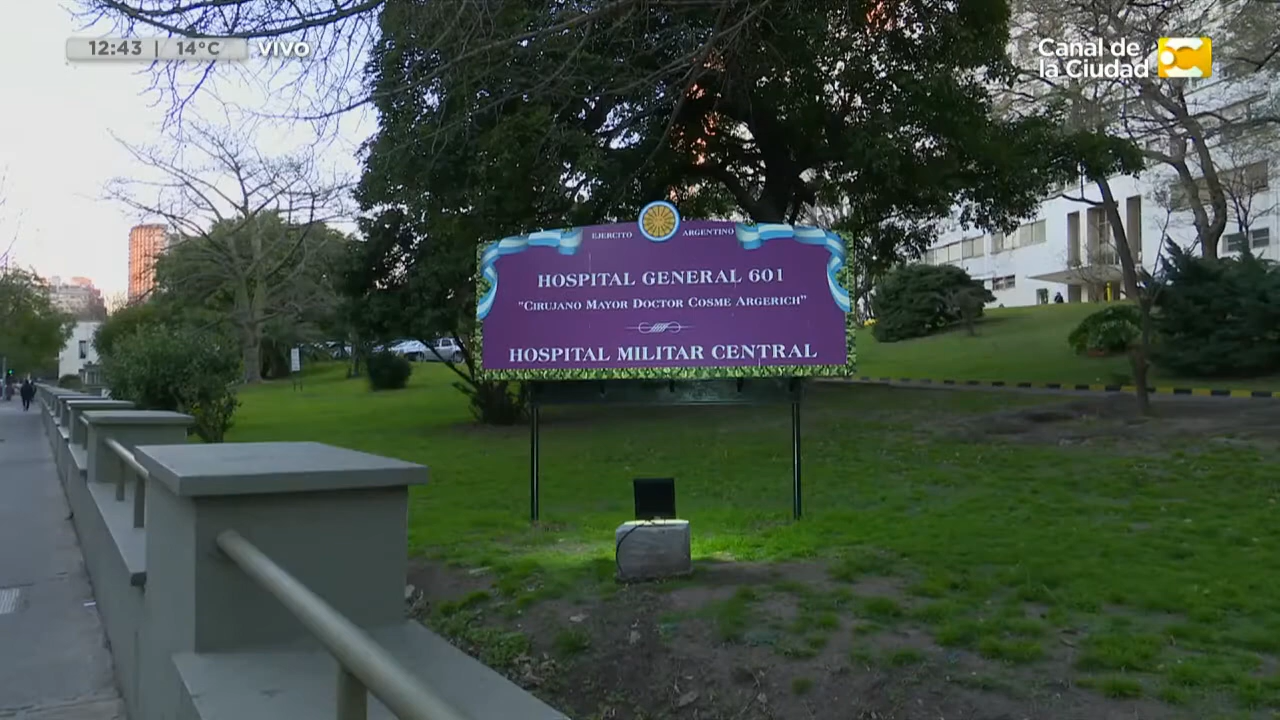 12:43 | 14°C VIVO
Canal de
la Ciudad
EJERCITO ARGENTINO
HOSPITAL GENERAL 601
"CIRUJANO MAYOR DOCTOR COSME ARGERICH"
HOSPITAL MILITAR CENTRAL